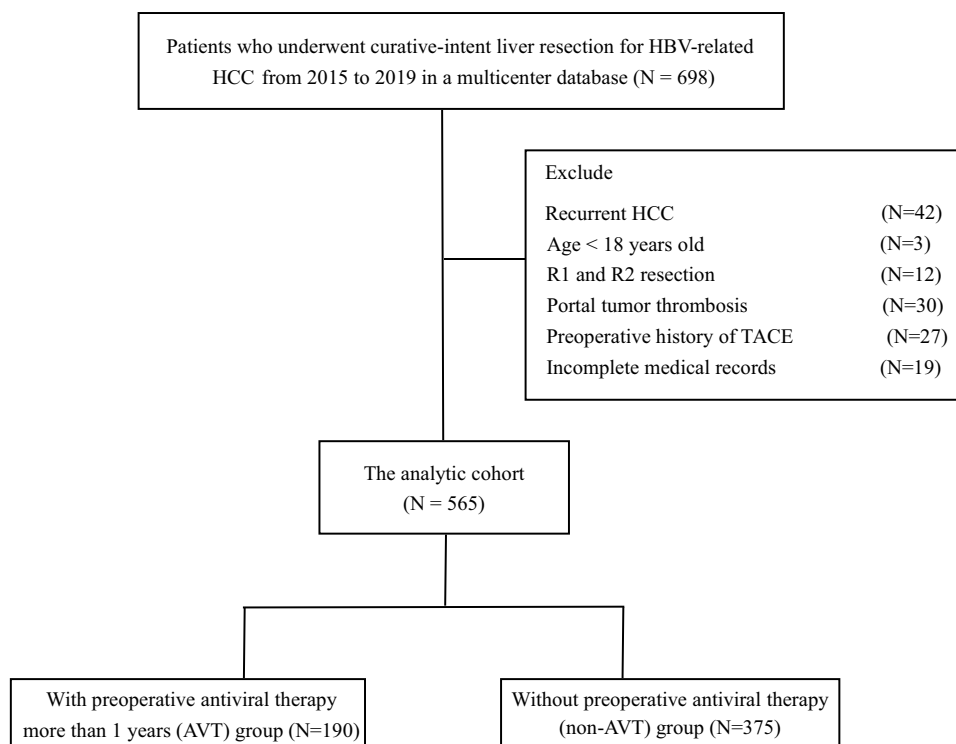 Patients who underwent curative-intent liver resection for HBV-related
HCC from 2015 to 2019 in a multicenter database (N = 698)
Exclude
Recurrent HCC (N=42)
Age < 18 years old (N=3)
R1 and R2 resection (N=12)
Portal tumor thrombosis (N=30)
Preoperative history of TACE (N=27)
Incomplete medical records (N=19)
The analytic cohort
(N = 565)
With preoperative antiviral therapy
more than 1 years (AVT) group (N=190)
Without preoperative antiviral therapy
(non-AVT) group (N=375)